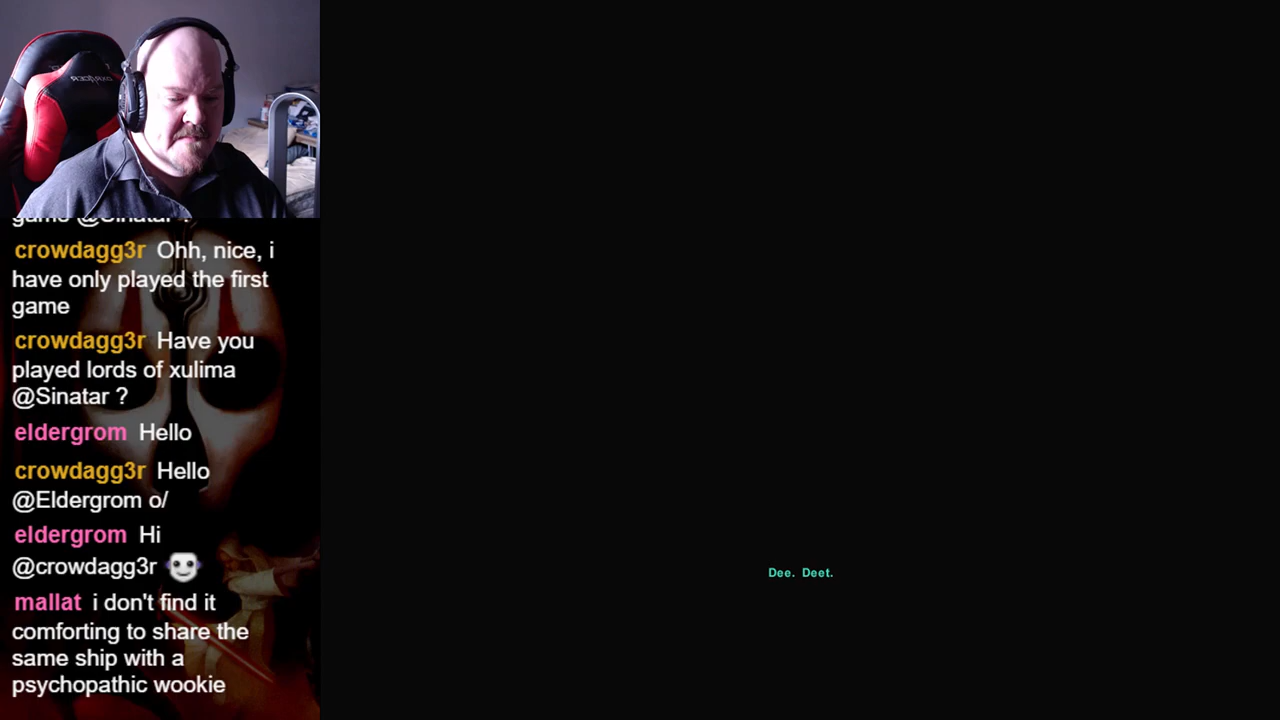 game @Sinatar ?
crowdagg3r Ohh, nice, i
have only played the first
game
crowdagg3r Have you
played lords of xulima
@Sinatar ?
eldergrom Hello
crowdagg3r Hello
@Eldergrom o/
eldergrom Hi
@crowdagg3r
mallat i don't find it
comforting to share the
same ship with a
psychopathic wookie
Dee. Deet.